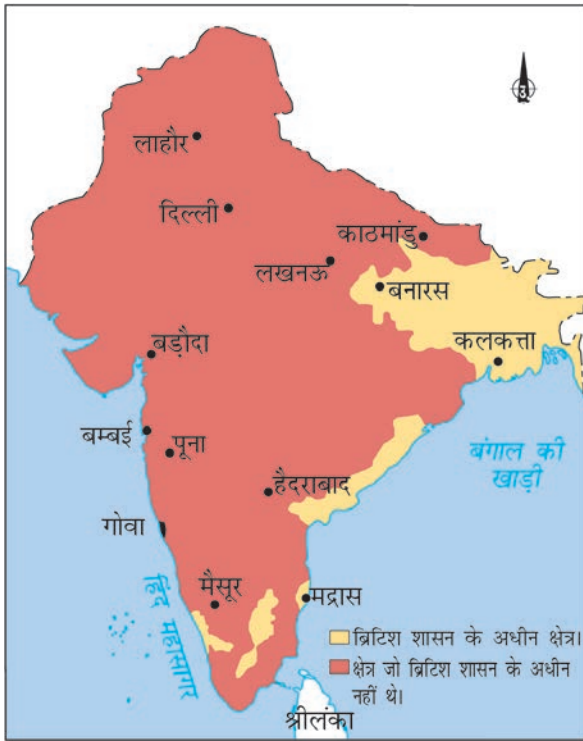 उ
लाहौर
दिल्ली
काठमांडु
लखनऊ
बनारस
कलकत्ता
बड़ौदा
बम्बई
पूना
बंगाल की
खाड़ी
हैदराबाद
गोवा
मैसूर
मद्रास
हिंद महासागर
ब्रिटिश शासन के अधीन क्षेत्र।
क्षेत्र जो ब्रिटिश शासन के अधीन
नहीं थे।
श्रीलंका